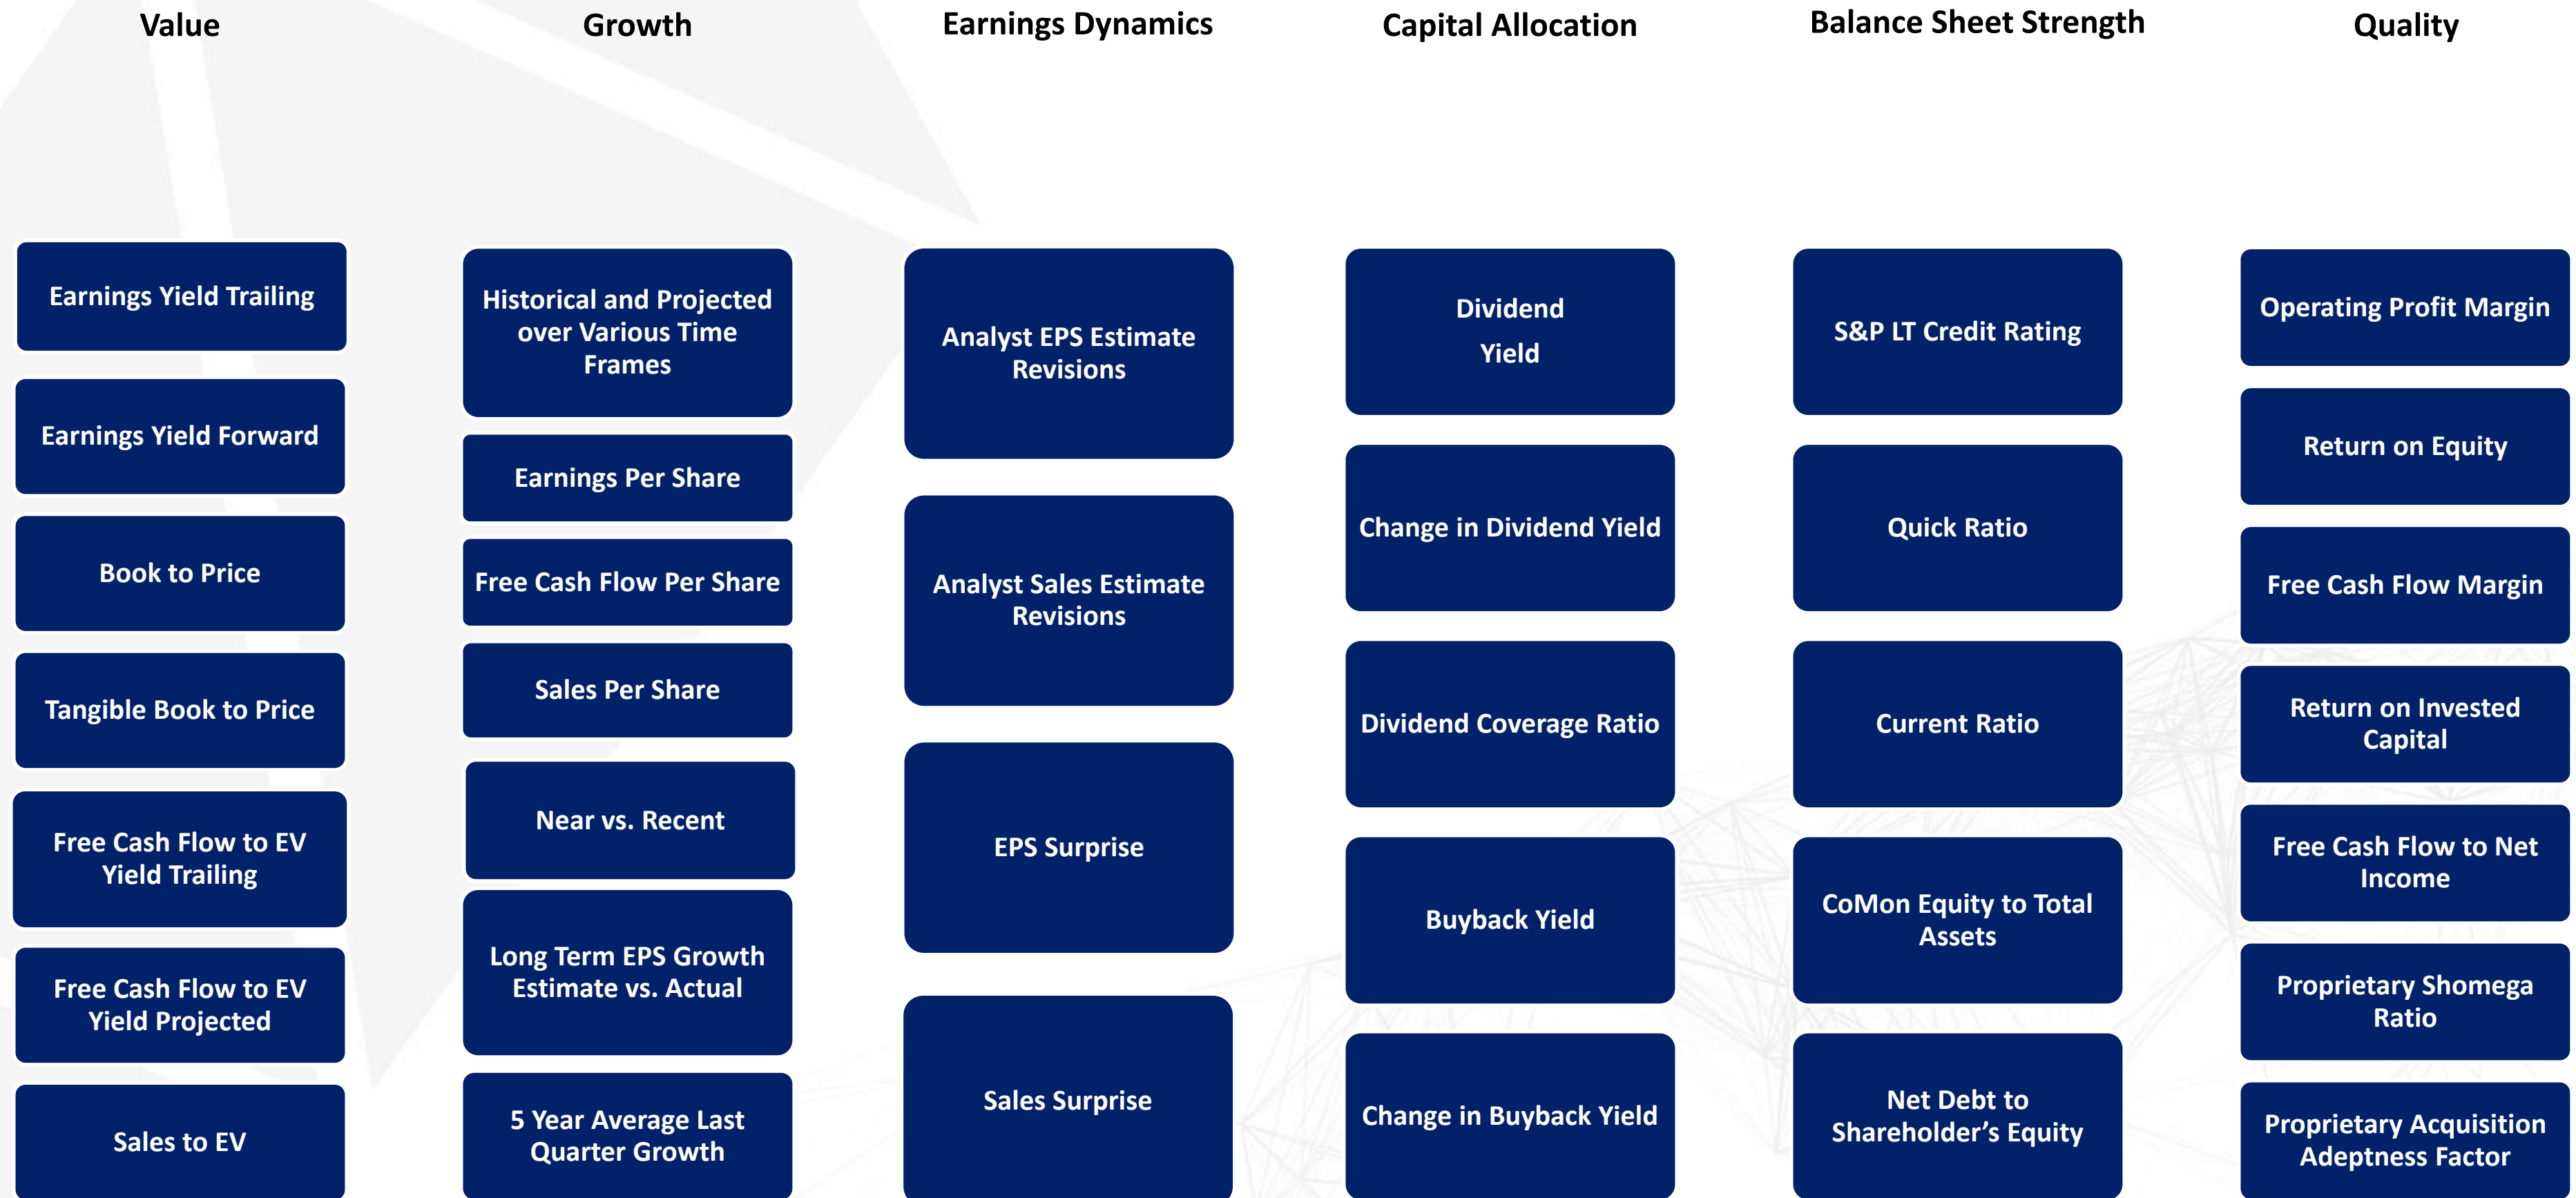 Value
Earnings Yield Trailing
Earnings Yield Forward
Book to Price
Tangible Book to Price
Free Cash Flow to EV
Yield Trailing
Free Cash Flow to EV
Yield Projected
Sales to EV
Growth
Historical and Projected
over Various Time
Frames
Earnings Per Share
Free Cash Flow Per Share
Sales Per Share
Near vs. Recent
Long Term EPS Growth
Estimate vs. Actual
5 Year Average Last
Quarter Growth
Earnings Dynamics
Analyst EPS Estimate
Revisions
Analyst Sales Estimate
Revisions
EPS Surprise
Sales Surprise
Capital Allocation
Dividend
Yield
Change in Dividend Yield
Dividend Coverage Ratio
Buyback Yield
Change in Buyback Yield
Balance Sheet Strength
S&P LT Credit Rating
Quick Ratio
Current Ratio
CoMon Equity to Total
Assets
Net Debt to
Shareholder’s Equity
Quality
Operating Profit Margin
Return on Equity
Free Cash Flow Margin
Return on Invested
Capital
Free Cash Flow to Net
Income
Proprietary Shomega
Ratio
Proprietary Acquisition
Adeptness Factor